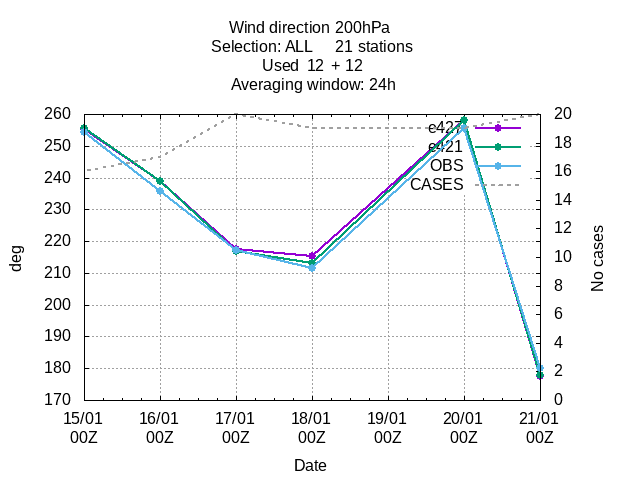 Wind direction 200hPa
Selection: ALL 21 stations
Used 12 + 12
Averaging window: 24h
260
250
240
230
220
210
200
190
180
170
deg
20
18
16
14
12
10
8
6
4
2
0
No cases
c427
c421
OBS
CASES
15/01 16/01 17/01 18/01 19/01 20/01 21/01
00Z 00Z 00Z 00Z 00Z 00Z 00Z
Date